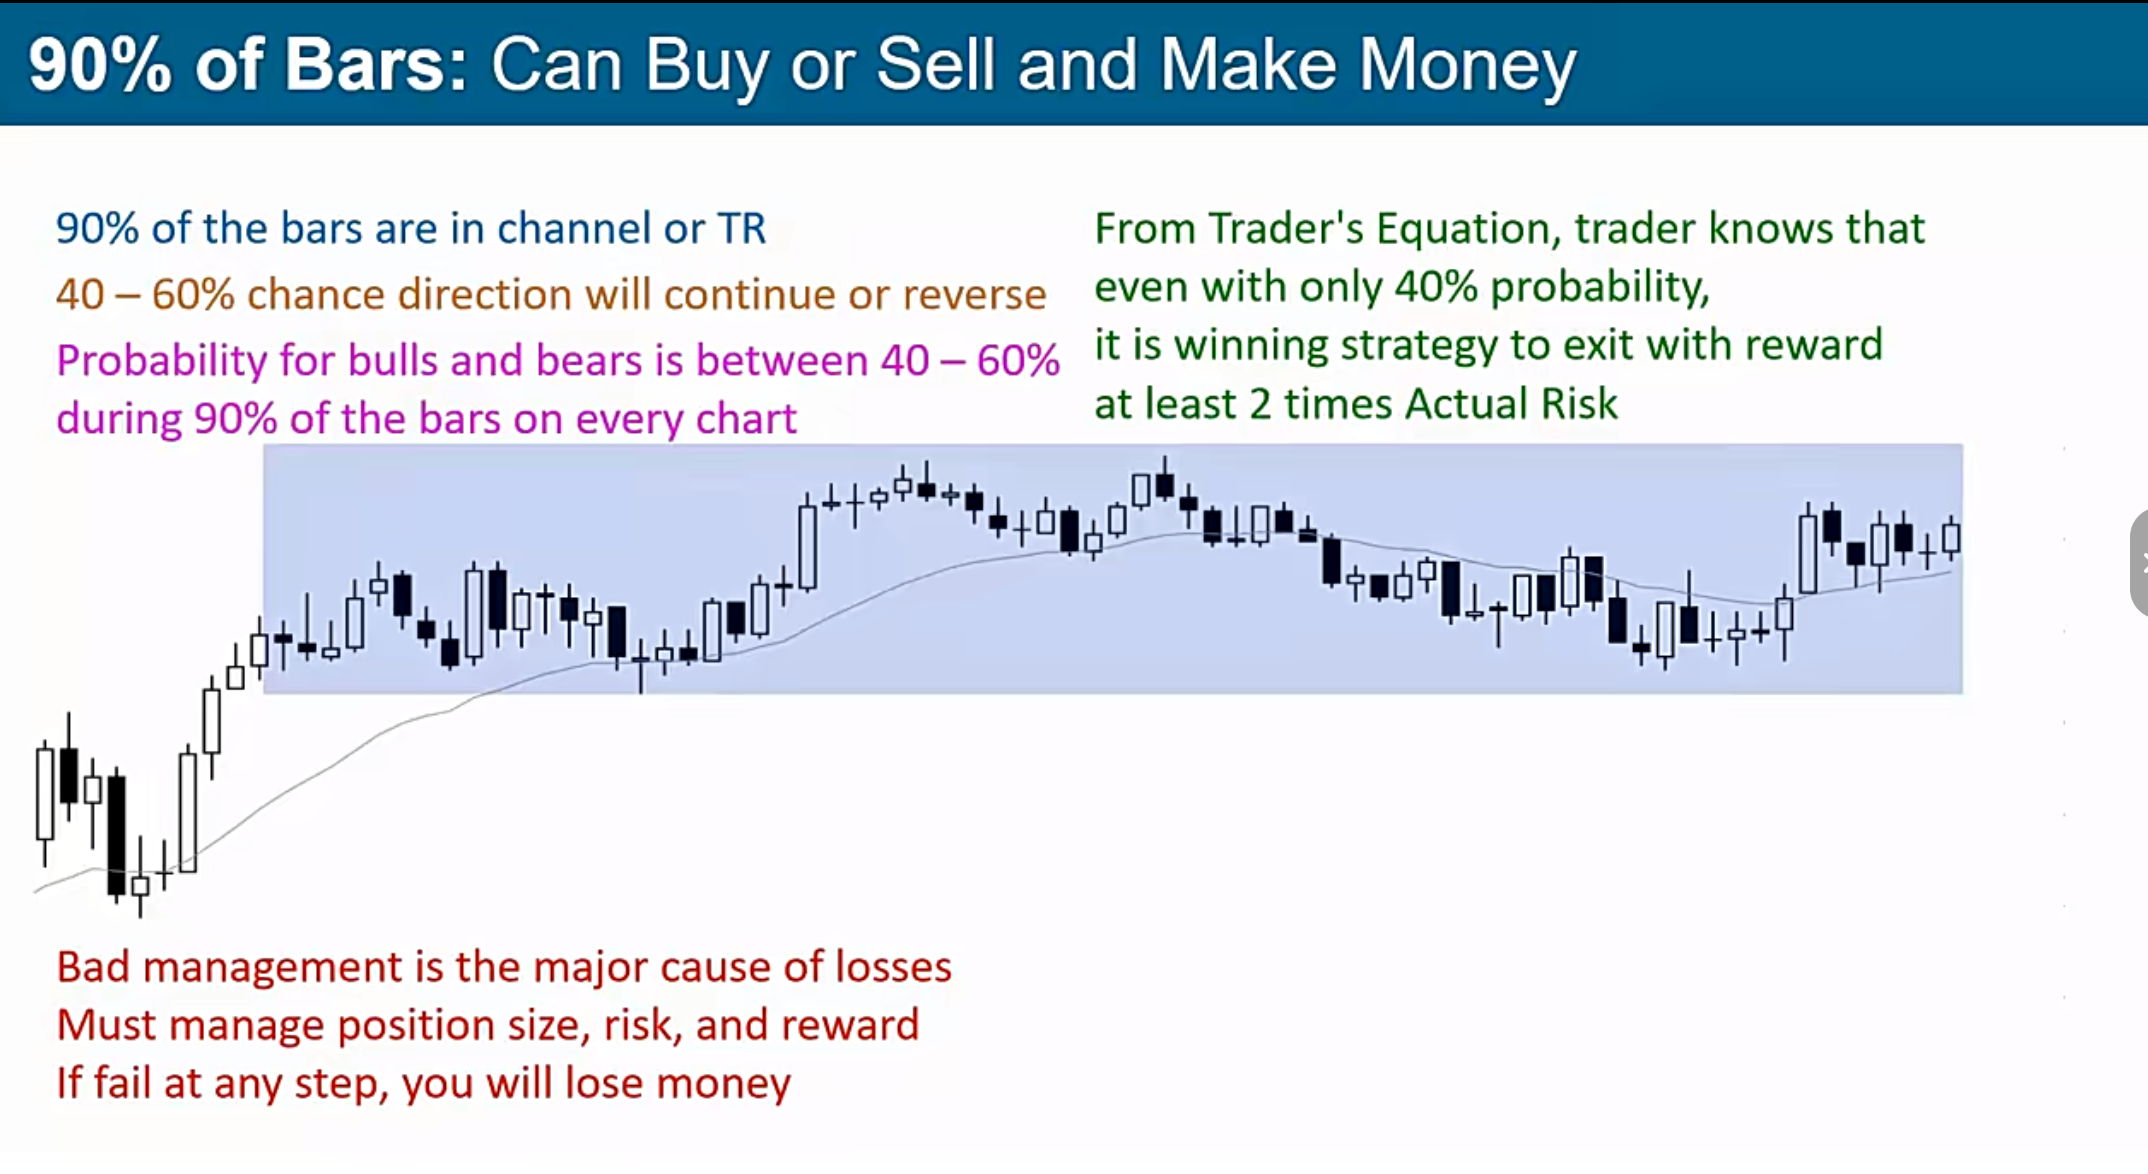 90% of Bars: Can Buy or Sell and Make Money
90% of the bars are in channel or TR
40 – 60% chance direction will continue or reverse
Probability for bulls and bears is between 40 – 60%
during 90% of the bars on every chart
From Trader's Equation, trader knows that
even with only 40% probability,
it is winning strategy to exit with reward
at least 2 times Actual Risk
Bad management is the major cause of losses
Must manage position size, risk, and reward
If fail at any step, you will lose money